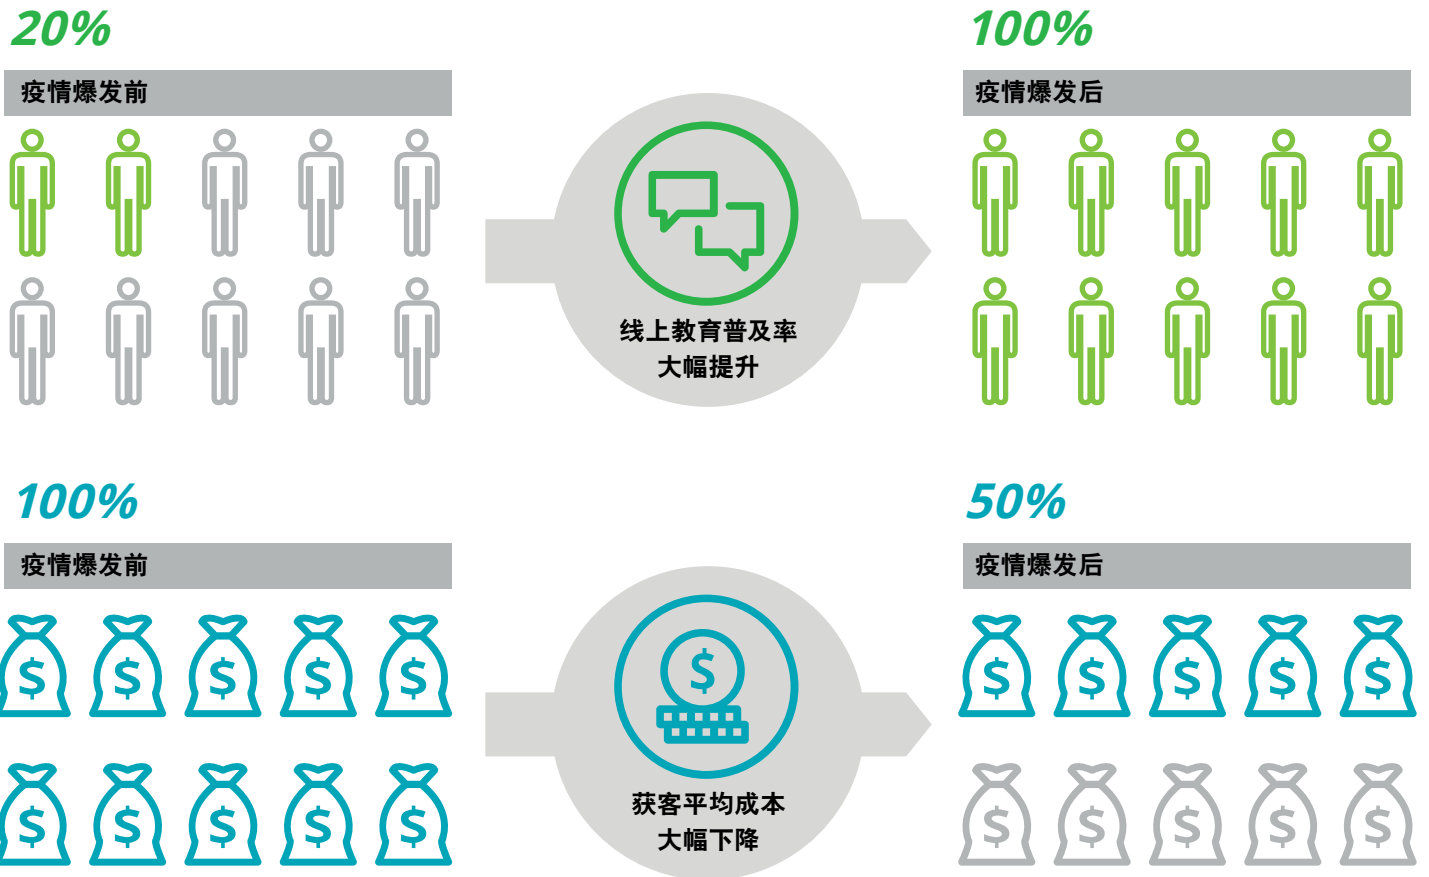 20%
疫情爆发前
100%
疫情爆发后
线上教育普及率
大幅提升
100%
疫情爆发前
50%
疫情爆发后
$
$ $ $ $ $
$ $ $ $ $
$ $ $ $ $
$ $ $ $ $
获客平均成本
大幅下降